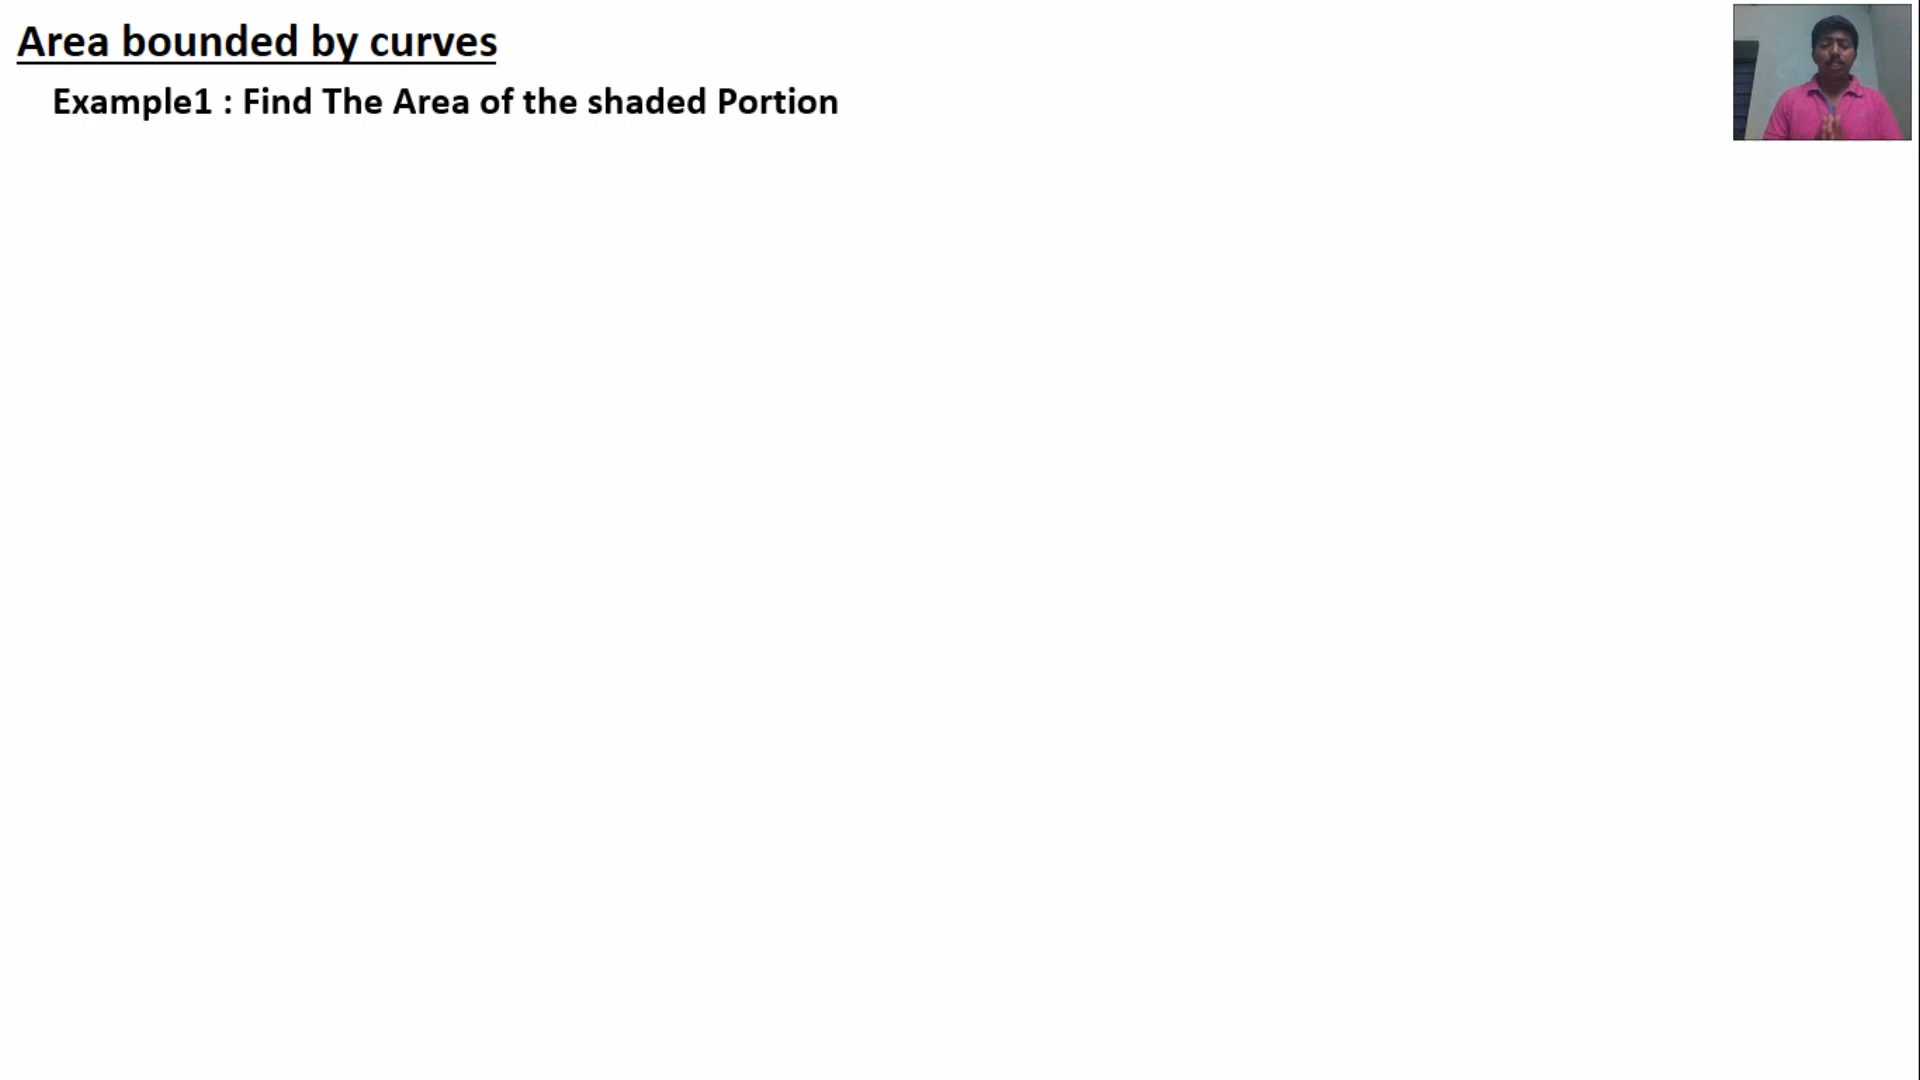 Area bounded by curves
Example1 : Find The Area of the shaded Portion